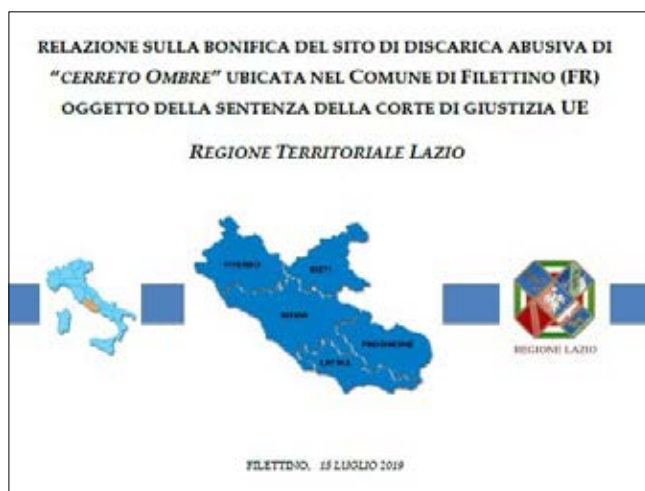 RELAZIONE SULLA BONIFICA DEL SITO DI DISCARICA ABUSIVA DI
“CERRETO OMBRE” UBICATA NEL COMUNE DI FILETTINO (FR)
OGGETTO DELLA SENTENZA DELLA CORTE DI GIUSTIZIA UE
REGIONE TERRITORIALE LAZIO
VITERBO
RIETI
ROMA
FROSINONE
LATINA
REGIONE LAZIO
FILETTINO, 15 LUGLIO 2019